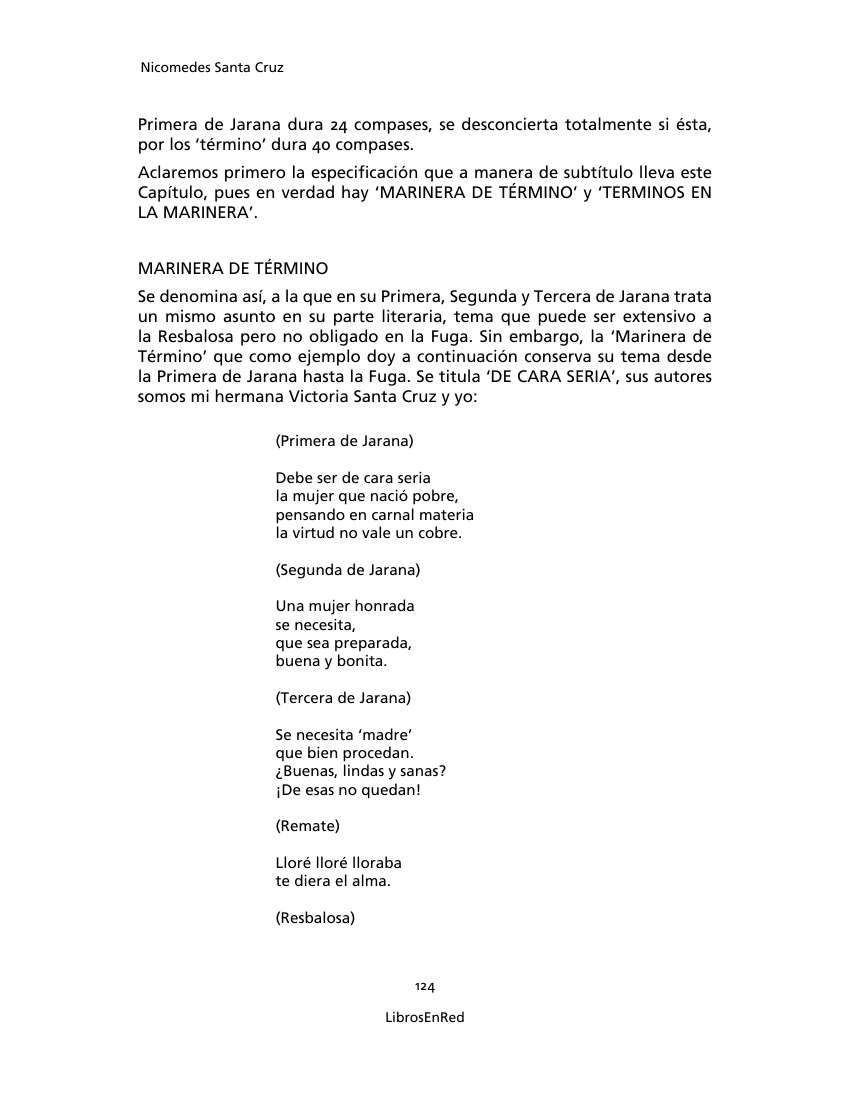 Nicomedes Santa Cruz
Primera de Jarana dura 24 compases, se desconcierta totalmente si ésta,
por los ‘término’ dura 40 compases.
Aclaremos primero la especificación que a manera de subtítulo lleva este
Capítulo, pues en verdad hay ‘MARINERA DE TÉRMINO’ y ‘TERMINOS EN
LA MARINERA’.
MARINERA DE TÉRMINO
Se denomina así, a la que en su Primera, Segunda y Tercera de Jarana trata
un mismo asunto en su parte literaria, tema que puede ser extensivo a
la Resbalosa pero no obligado en la Fuga. Sin embargo, la ‘Marinera de
Término’ que como ejemplo doy a continuación conserva su tema desde
la Primera de Jarana hasta la Fuga. Se titula ‘DE CARA SERIA’, sus autores
somos mi hermana Victoria Santa Cruz y yo:
(Primera de Jarana)
Debe ser de cara seria
la mujer que nació pobre,
pensando en carnal materia
la virtud no vale un cobre.
(Segunda de Jarana)
Una mujer honrada
se necesita,
que sea preparada,
buena y bonita.
(Tercera de Jarana)
Se necesita ‘madre’
que bien procedan.
¿Buenas, lindas y sanas?
¡De esas no quedan!
(Remate)
Lloré lloré lloraba
te diera el alma.
(Resbalosa)
124
LibrosEnRed